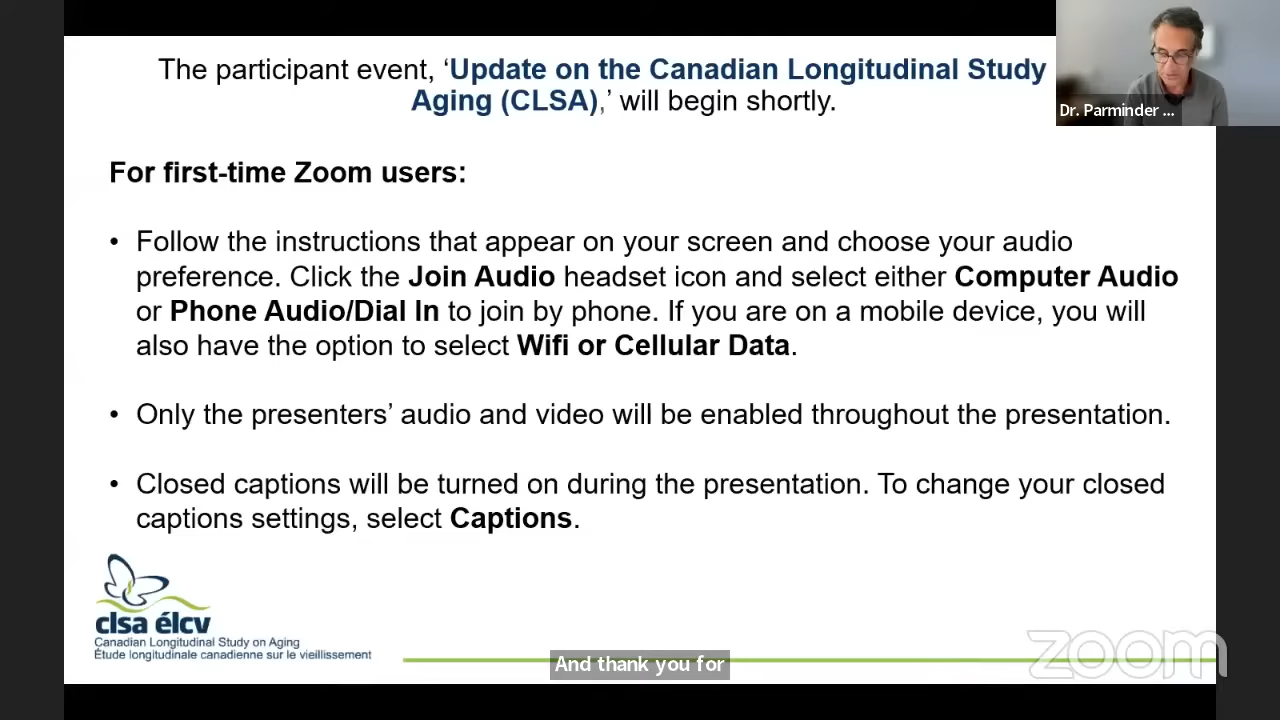 The participant event, ‘Update on the Canadian Longitudinal Study
Aging (CLSA),’ will begin shortly.
Dr. Parminder ...
For first-time Zoom users:
• Follow the instructions that appear on your screen and choose your audio
preference. Click the Join Audio headset icon and select either Computer Audio
or Phone Audio/Dial In to join by phone. If you are on a mobile device, you will
also have the option to select Wifi or Cellular Data.
• Only the presenters’ audio and video will be enabled throughout the presentation.
• Closed captions will be turned on during the presentation. To change your closed
captions settings, select Captions.
clsa élcv
Canadian Longitudinal Study on Aging
Étude longitudinale canadienne sur le vieillissement
And thank you for
zoom